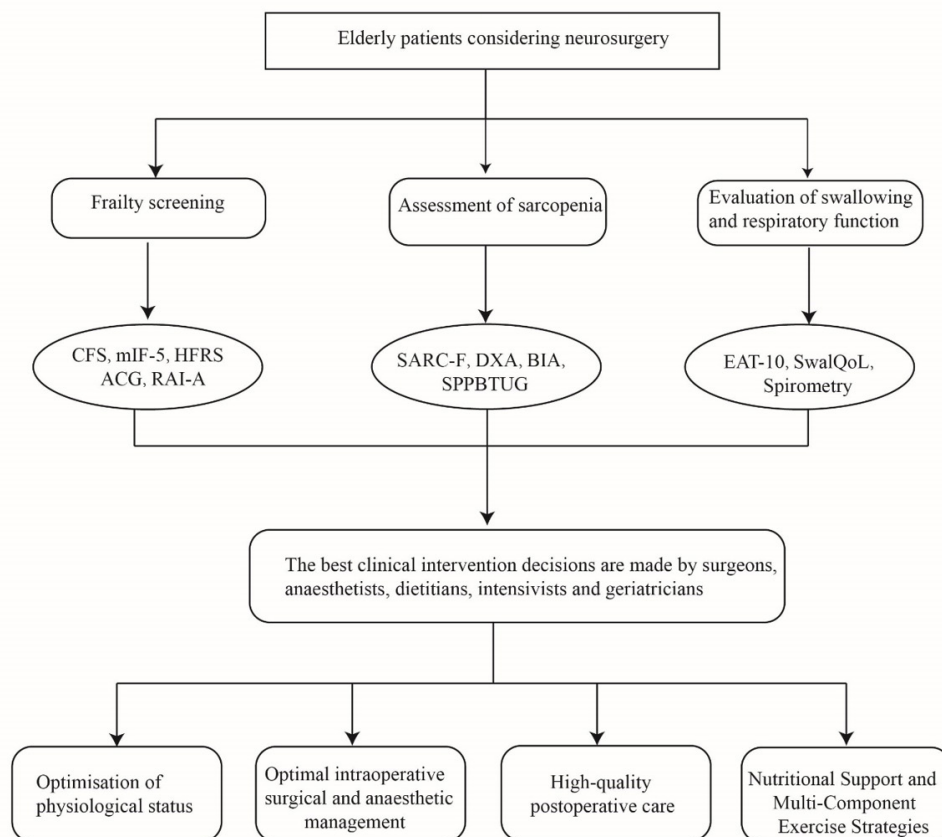 Elderly patients considering neurosurgery
Frailty screening
Assessment of sarcopenia
Evaluation of swallowing
and respiratory function
CFS, mIF-5, HFRS
ACG, RAI-A
SARC-F, DXA, BIA,
SPPBTUG
EAT-10, SwalQoL,
Spirometry
The best clinical intervention decisions are made by surgeons,
anaesthetists, dietitians, intensivists and geriatricians
Optimisation of
physiological status
Optimal intraoperative
surgical and anaesthetic
management
High-quality
postoperative care
Nutritional Support and
Multi-Component
Exercise Strategies